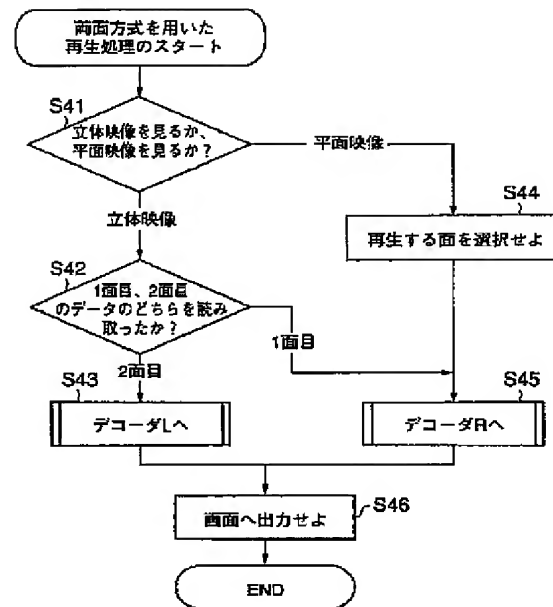 両面方式を用いた
再生処理のスタート
S41
立体映像を見るか、
平面映像を見るか？
平面映像
立体映像
S44
再生する面を選択せよ
S42
1面目、2面目
のデータのどちらを読み
取ったか？
1面目
2面目
S43
デコーダLへ
S45
デコーダRへ
画面へ出力せよ
S46
END